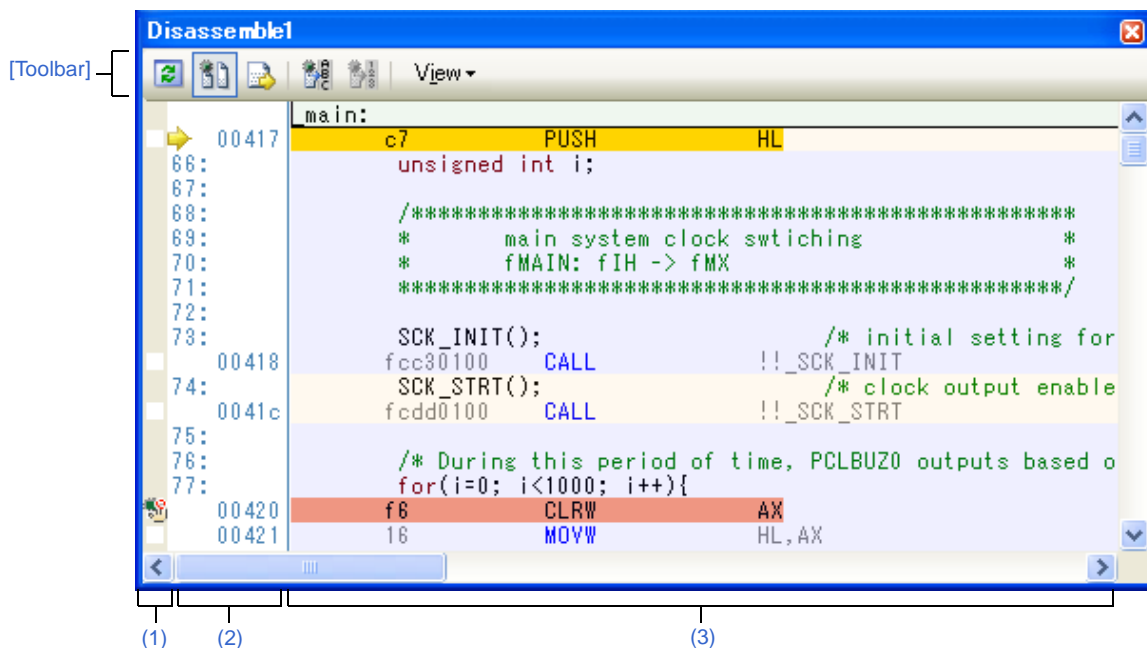 Disassemble1
[Toolbar]
View
_main:
00417 c7 PUSH HL
66: unsigned int i;
67:
68: /**************************************************
69: * main system clock swtiching *
70: * fMAIN: fIH -> fMX *
71: **************************************************/
72:
73: SCK_INIT(); /* initial setting for
00418 fcc30100 CALL !!_SCK_INIT
74: SCK_STRT(); /* clock output enable
0041c fcdd0100 CALL !!_SCK_STRT
75:
76: /* During this period of time, PCLBUZ0 outputs based o
77: for(i=0; i<1000; i++){
00420 f6 CLRW AX
00421 16 MOVW HL,AX
(1) (2) (3)